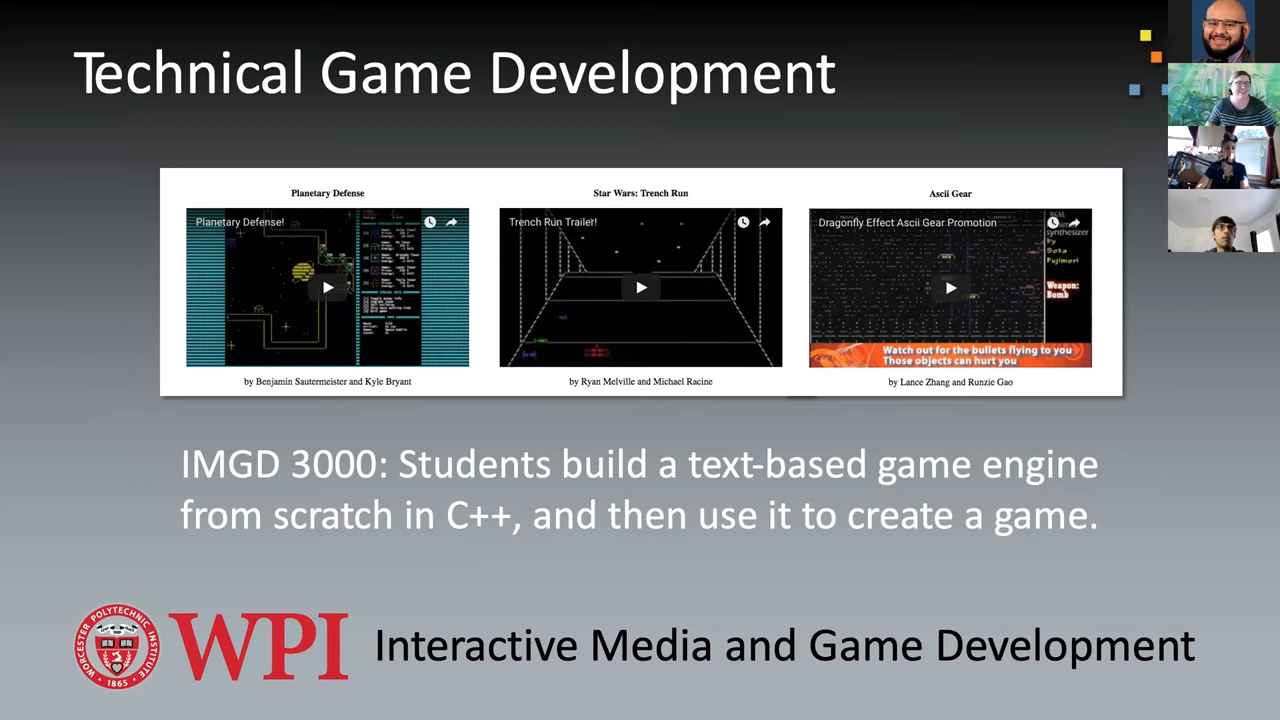 Technical Game Development
Planetary Defense
Star Wars: Trench Run
Ascii Gear
Planetary Defense!
Trench Run Trailer!
Dragonfly Effect Ascii Gear Promotion
synthesizer
by
Fujimori
Weapon:
Bomb
Watch out for the bullets flying to you
Those objects can hurt you
by Benjamin Sautermeister and Kyle Bryant
by Ryan Melville and Michael Racine
by Lance Zhang and Runzie Gao
IMGD 3000: Students build a text-based game engine
from scratch in C++, and then use it to create a game.
WORCESTER POLYTECHNIC INSTITUTE
1865
WPI
Interactive Media and Game Development